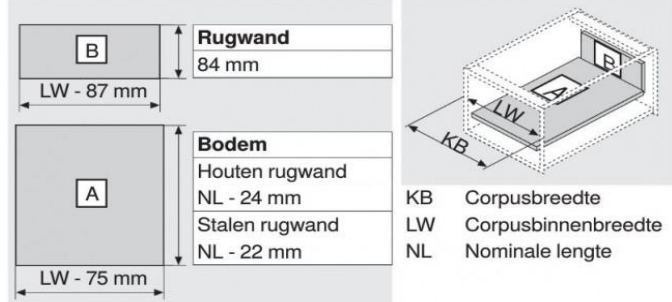 B
Rugwand
84 mm
LW - 87 mm
A
Bodem
Houten rugwand
NL - 24 mm
Stalen rugwand
NL - 22 mm
LW - 75 mm
B
A
LW
KB
KB Corpusbreedte
LW Corpusbinnenbreedte
NL Nominale lengte